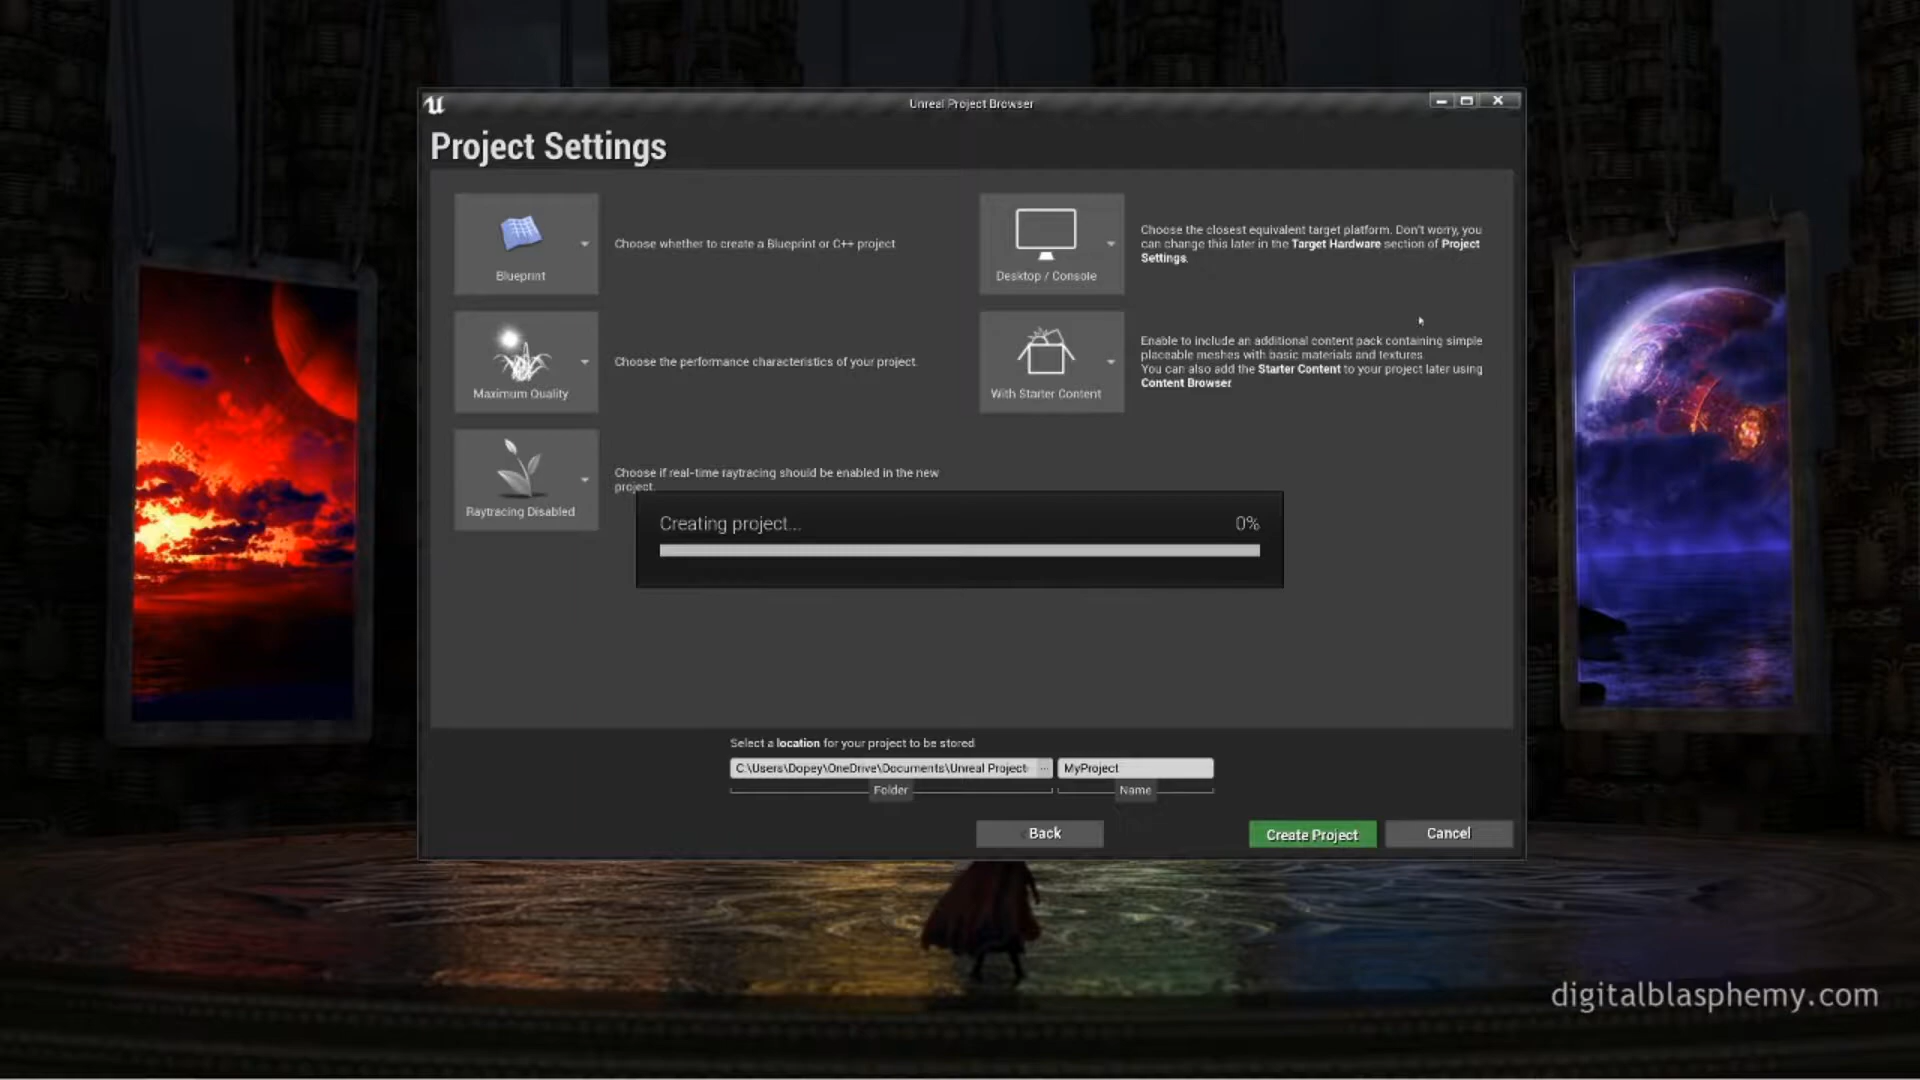 Unreal Project Browser
Project Settings
Blueprint
Choose whether to create a Blueprint or C++ project
Desktop / Console
Choose the closest equivalent target platform. Don't worry, you
can change this later in the Target Hardware section of Project
Settings.
Maximum Quality
Choose the performance characteristics of your project.
With Starter Content
Enable to include an additional content pack containing simple
placeable meshes with basic materials and textures.
You can also add the Starter Content to your project later using
Content Browser
Raytracing Disabled
Choose if real-time raytracing should be enabled in the new
project.
Creating project... 0%
Select a location for your project to be stored
C:\Users\Dopey\OneDrive\Documents\Unreal Project ... MyProject
Folder Name
Back Create Project Cancel
digitalblasphemy.com